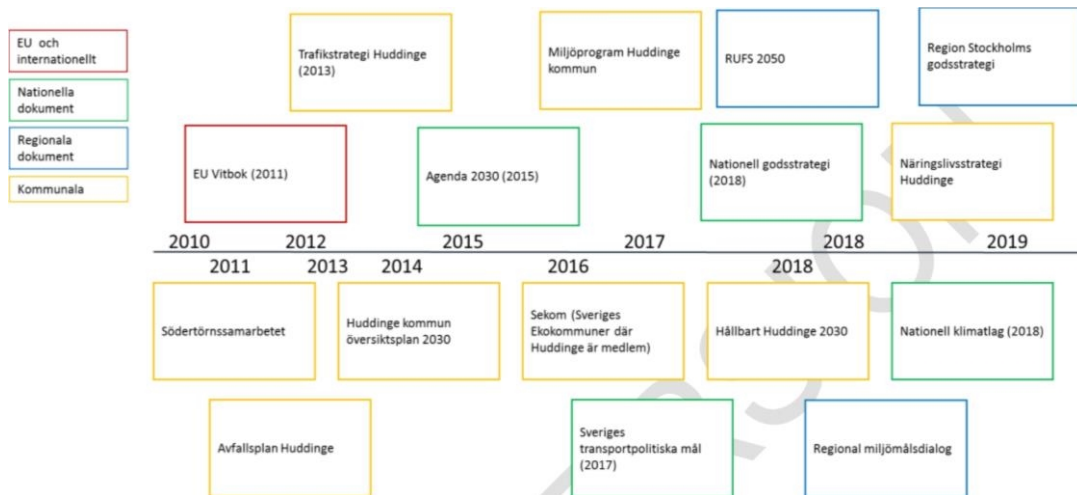 EU och
internationellt
Nationella
dokument
Regionala
dokument
Kommunala
Trafikstrategi Huddinge
(2013)
Miljöprogram Huddinge
kommun
RUFS 2050
Region Stockholms
godsstrategi
EU Vitbok (2011)
Agenda 2030 (2015)
Nationell godsstrategi
(2018)
Näringslivsstrategi
Huddinge
2010 2012 2015 2017 2018 2019
2011 2013 2014 2016 2018
Södertörnssamarbetet
Huddinge kommun
översiktsplan 2030
Sekom (Sveriges
Ekokommuner där
Huddinge är medlem)
Hållbart Huddinge 2030
Nationell klimatlag (2018)
Avfallsplan Huddinge
Sveriges
transportpolitiska mål
(2017)
Regional miljömålsdialog